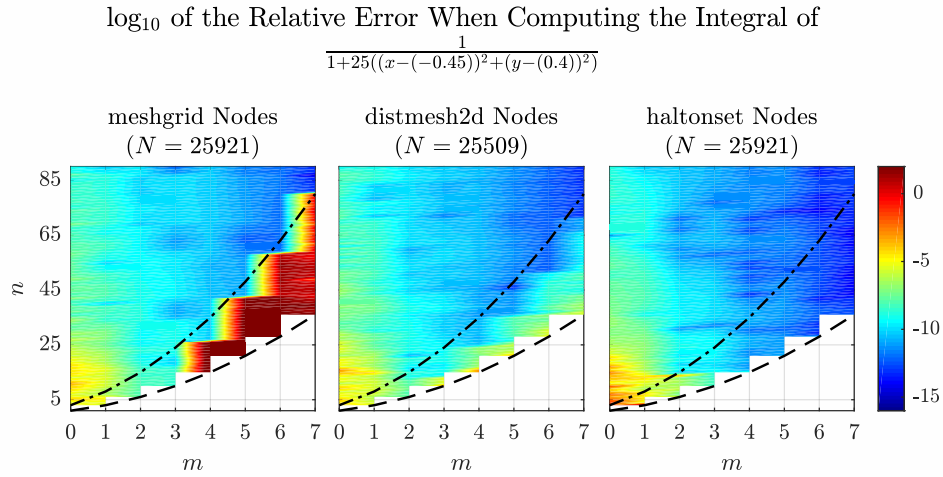 log₁₀ of the Relative Error When Computing the Integral of
1
1+25((x−(−0.45))²+(y−(0.4))²)
meshgrid Nodes
(N = 25921)
distmesh2d Nodes
(N = 25509)
haltonset Nodes
(N = 25921)
n
85
65
45
25
5
0 1 2 3 4 5 6 7
m
0 1 2 3 4 5 6 7
m
0 1 2 3 4 5 6 7
m
0
-5
-10
-15